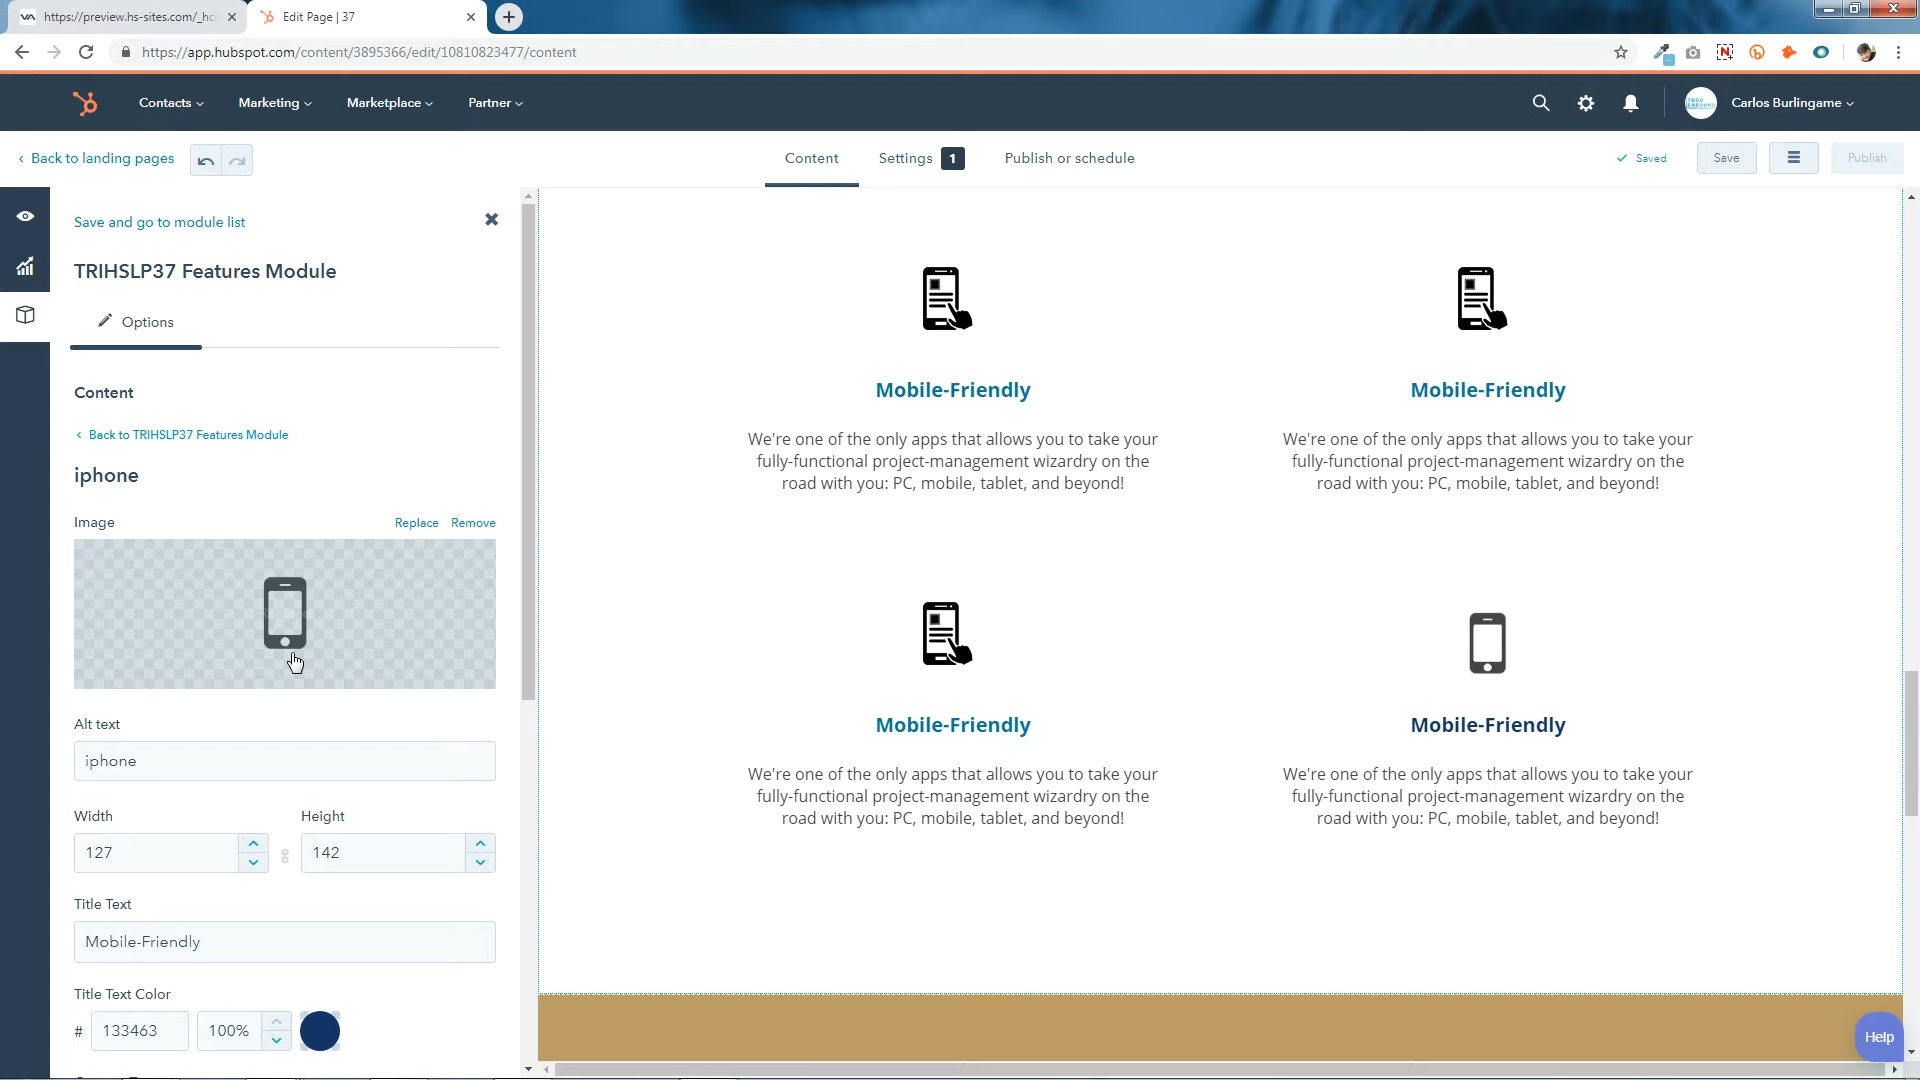 https://preview.hs-sites.com/_hcr
Edit Page | 37
https://app.hubspot.com/content/3895366/edit/10810823477/content
Contacts
Marketing
Marketplace
Partner
Carlos Burlingame
Back to landing pages
Content
Settings 1
Publish or schedule
Saved
Save
Publish
Save and go to module list
TRIHSLP37 Features Module
Options
Content
Back to TRIHSLP37 Features Module
iphone
Image
Replace
Remove
Alt text
iphone
Width
Height
127
142
Title Text
Mobile-Friendly
Title Text Color
# 133463
100%
Mobile-Friendly
We're one of the only apps that allows you to take your
fully-functional project-management wizardry on the
road with you: PC, mobile, tablet, and beyond!
Mobile-Friendly
We're one of the only apps that allows you to take your
fully-functional project-management wizardry on the
road with you: PC, mobile, tablet, and beyond!
Mobile-Friendly
We're one of the only apps that allows you to take your
fully-functional project-management wizardry on the
road with you: PC, mobile, tablet, and beyond!
Mobile-Friendly
We're one of the only apps that allows you to take your
fully-functional project-management wizardry on the
road with you: PC, mobile, tablet, and beyond!
Help